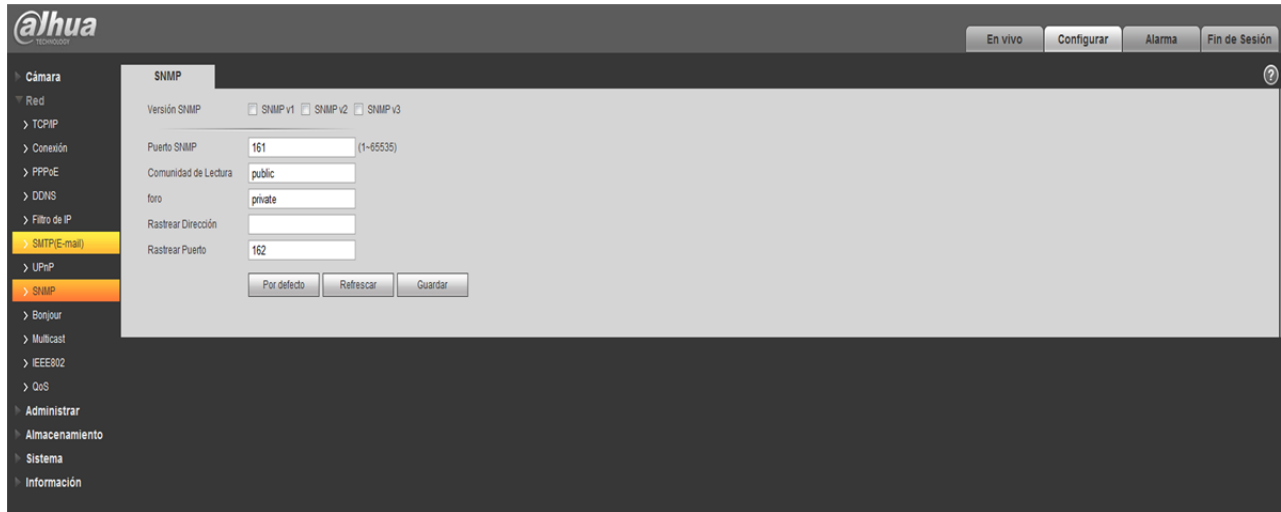 alhua
TECHNOLOGY
En vivo
Configurar
Alarma
Fin de Sesión
Cámara
Red
TCP/IP
Conexión
PPPoE
DDNS
Filtro de IP
SMTP(E-mail)
UPnP
SNMP
Bonjour
Multicast
IEEE802
QoS
Administrar
Almacenamiento
Sistema
Información
SNMP
?
Versión SNMP SNMP v1 SNMP v2 SNMP v3
Puerto SNMP 161 (1~65535)
Comunidad de Lectura public
foro private
Rastrear Dirección
Rastrear Puerto 162
Por defecto Refrescar Guardar